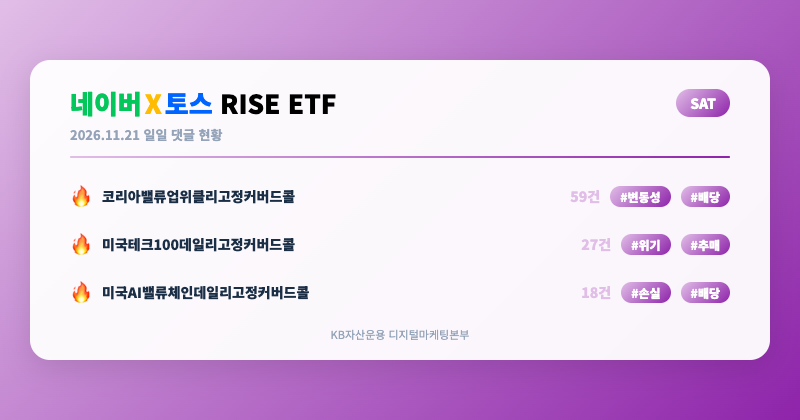 네이버 X 토스 RISE ETF
SAT
2026.11.21 일일 댓글 현황
코리아밸류업위클리고정커버드콜 59건 #변동성 #배당
미국테크100데일리고정커버드콜 27건 #위기 #추매
미국AI밸류체인데일리고정커버드콜 18건 #손실 #배당
KB자산운용 디지털마케팅본부